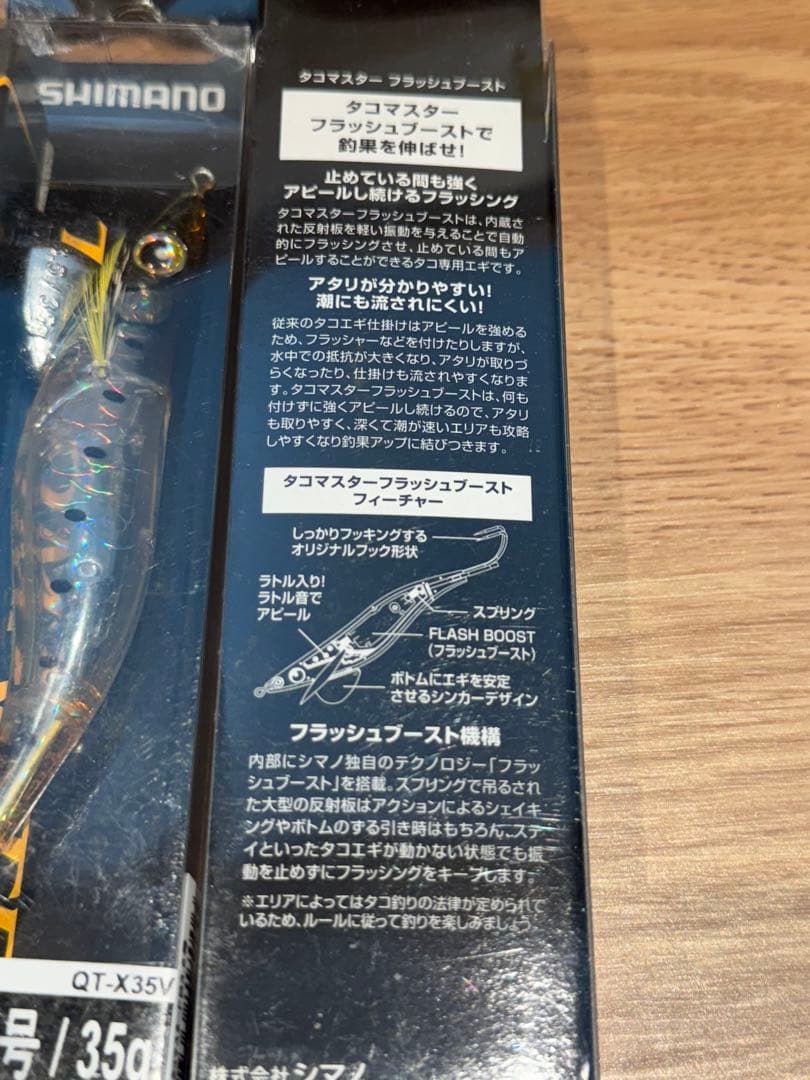 SHIMANO
タコマスター フラッシュブースト
タコマスター
フラッシュブーストで
釣果を伸ばせ!
止めている間も強く
アピールし続けるフラッシング
タコマスターフラッシュブーストは、内蔵さ
れた反射板を軽い振動を与えることで自動
的にフラッシングさせ、止めている間もア
ピールすることができるタコ専用エギです。
アタリが分かりやすい!
潮にも流されにくい!
従来のタコエギ仕掛けはアピールを強める
ため、フラッシャーなどを付けたりしますが、
水中での抵抗が大きくなり、アタリが取りづ
らくなったり、仕掛けも流されやすくなりま
す。タコマスターフラッシュブーストは、何も
付けずに強くアピールし続けるので、アタリ
も取りやすく、深くて潮が速いエリアも攻略
しやすくなり釣果アップに結びつきます。
タコマスターフラッシュブースト
フィーチャー
しっかりフッキングする
オリジナルフック形状
ラトル入り!
ラトル音で
アピール
スプリング
FLASH BOOST
(フラッシュブースト)
ボトムにエギを安定
させるシンカーデザイン
フラッシュブースト機構
内部にシマノ独自のテクノロジー「フラッ
シュブースト」を搭載。スプリングで吊るされ
た大型の反射板はアクションによるシェイキ
ングやボトムのずる引き時はもちろん、ステ
イといったタコエギが動かない状態でも振
動を止めずにフラッシングをキープします。
※エリアによってはタコ釣りの法律が定められて
いるため、ルールに従って釣りを楽しみましょう。
QT-X35V
号/35g
株式会社シマノ